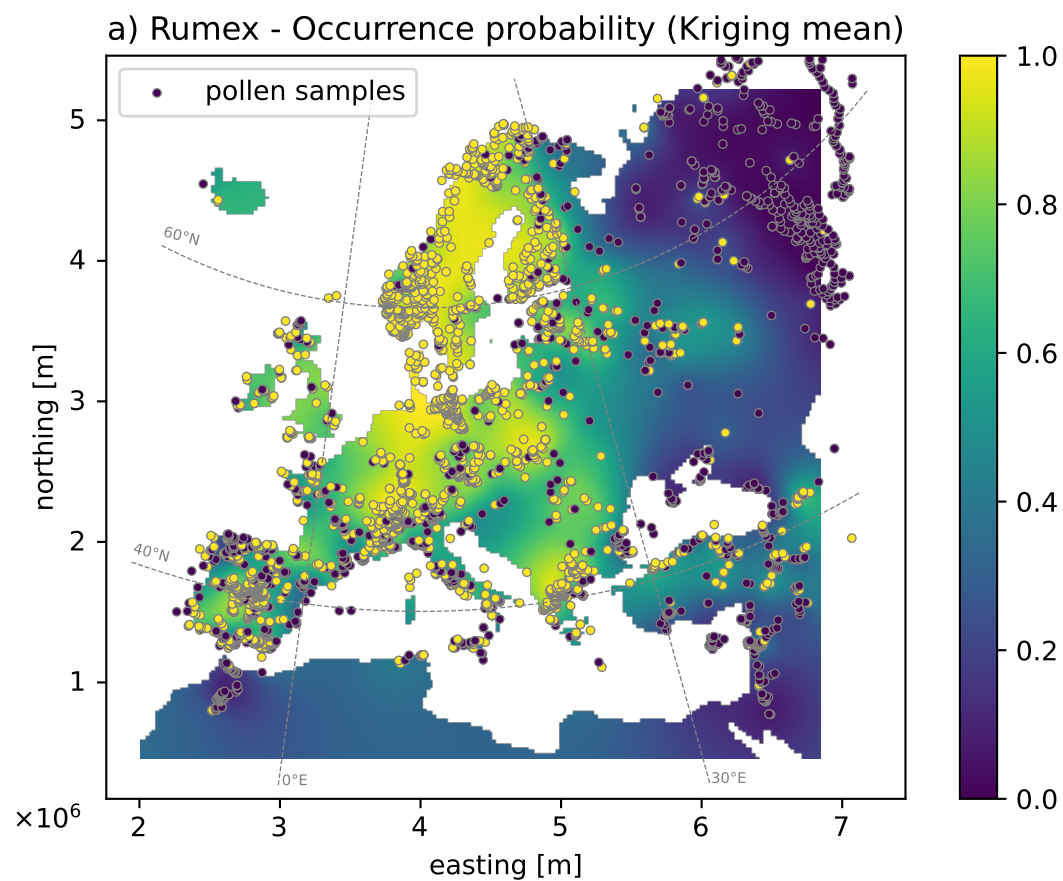 a) Rumex - Occurrence probability (Kriging mean)
pollen samples
60°N
40°N
0°E
30°E
5
4
3
2
1
northing [m]
×10⁶
2 3 4 5 6 7
easting [m]
1.0
0.8
0.6
0.4
0.2
0.0